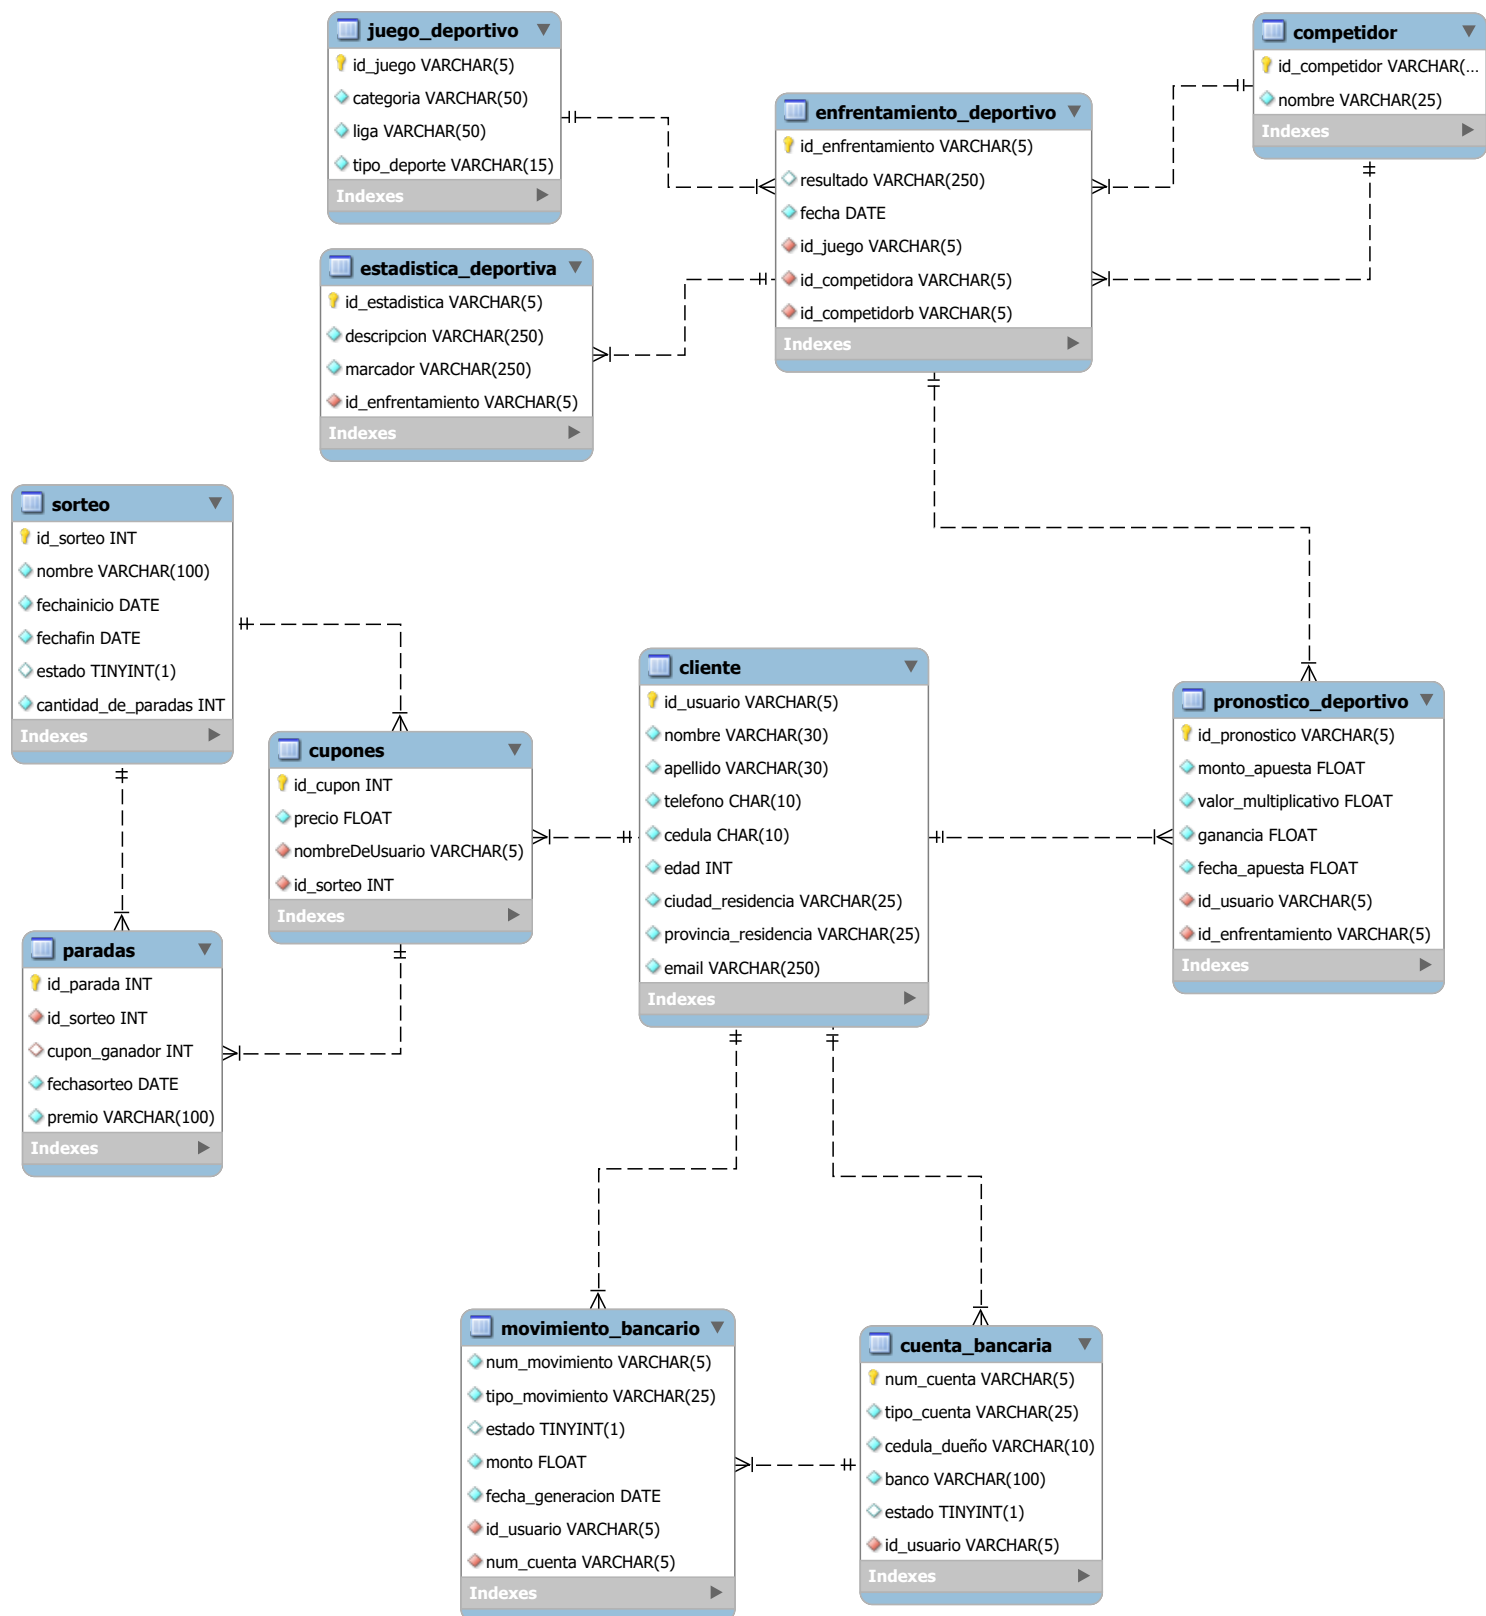 juego_deportivo
id_juego VARCHAR(5)
categoria VARCHAR(50)
liga VARCHAR(50)
tipo_deporte VARCHAR(15)
Indexes
competidor
id_competidor VARCHAR(...
nombre VARCHAR(25)
Indexes
enfrentamiento_deportivo
id_enfrentamiento VARCHAR(5)
resultado VARCHAR(250)
fecha DATE
id_juego VARCHAR(5)
id_competidora VARCHAR(5)
id_competidorb VARCHAR(5)
Indexes
estadistica_deportiva
id_estadistica VARCHAR(5)
descripcion VARCHAR(250)
marcador VARCHAR(250)
id_enfrentamiento VARCHAR(5)
Indexes
sorteo
id_sorteo INT
nombre VARCHAR(100)
fechainicio DATE
fechafin DATE
estado TINYINT(1)
cantidad_de_paradas INT
Indexes
cupones
id_cupon INT
precio FLOAT
nombreDeUsuario VARCHAR(5)
id_sorteo INT
Indexes
cliente
id_usuario VARCHAR(5)
nombre VARCHAR(30)
apellido VARCHAR(30)
telefono CHAR(10)
cedula CHAR(10)
edad INT
ciudad_residencia VARCHAR(25)
provincia_residencia VARCHAR(25)
email VARCHAR(250)
Indexes
pronostico_deportivo
id_pronostico VARCHAR(5)
monto_apuesta FLOAT
valor_multiplicativo FLOAT
ganancia FLOAT
fecha_apuesta FLOAT
id_usuario VARCHAR(5)
id_enfrentamiento VARCHAR(5)
Indexes
paradas
id_parada INT
id_sorteo INT
cupon_ganador INT
fechasorteo DATE
premio VARCHAR(100)
Indexes
movimiento_bancario
num_movimiento VARCHAR(5)
tipo_movimiento VARCHAR(25)
estado TINYINT(1)
monto FLOAT
fecha_generacion DATE
id_usuario VARCHAR(5)
num_cuenta VARCHAR(5)
Indexes
cuenta_bancaria
num_cuenta VARCHAR(5)
tipo_cuenta VARCHAR(25)
cedula_dueño VARCHAR(10)
banco VARCHAR(100)
estado TINYINT(1)
id_usuario VARCHAR(5)
Indexes